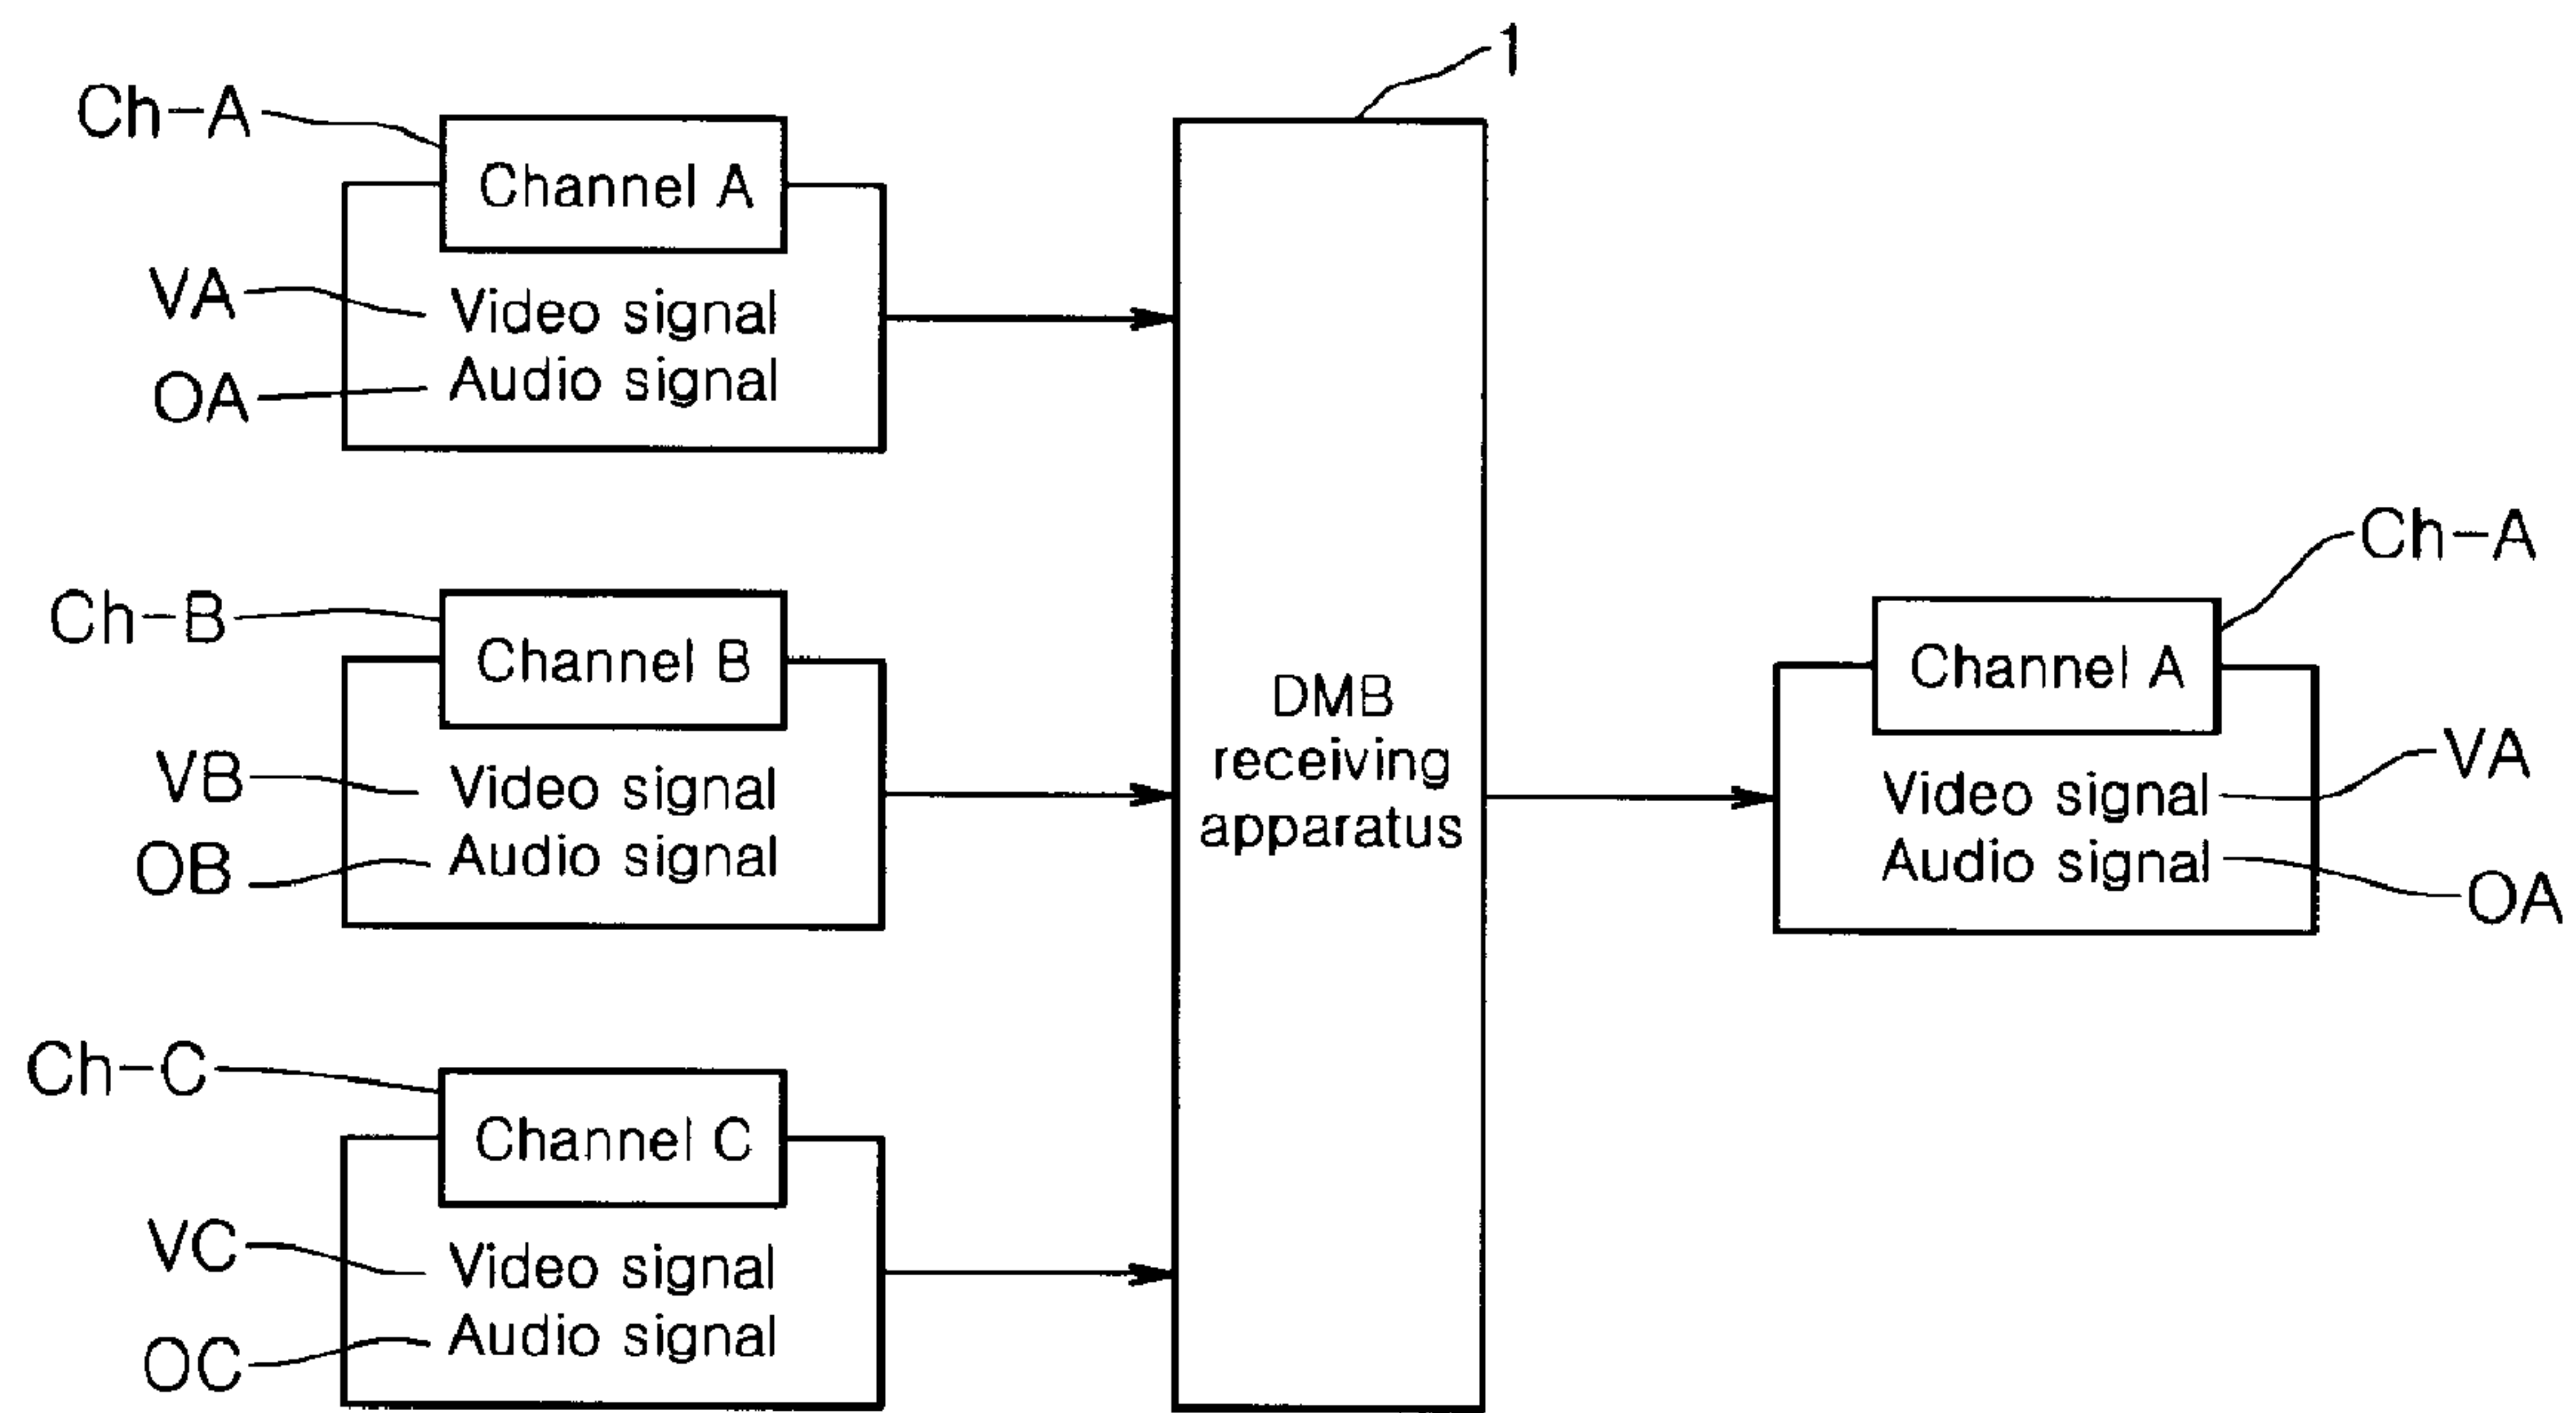 1
Ch-A
Channel A
VA
Video signal
OA
Audio signal
Ch-B
Channel B
VB
Video signal
OB
Audio signal
Ch-C
Channel C
VC
Video signal
OC
Audio signal
DMB
receiving
apparatus
Ch-A
Channel A
VA
Video signal
Audio signal
OA